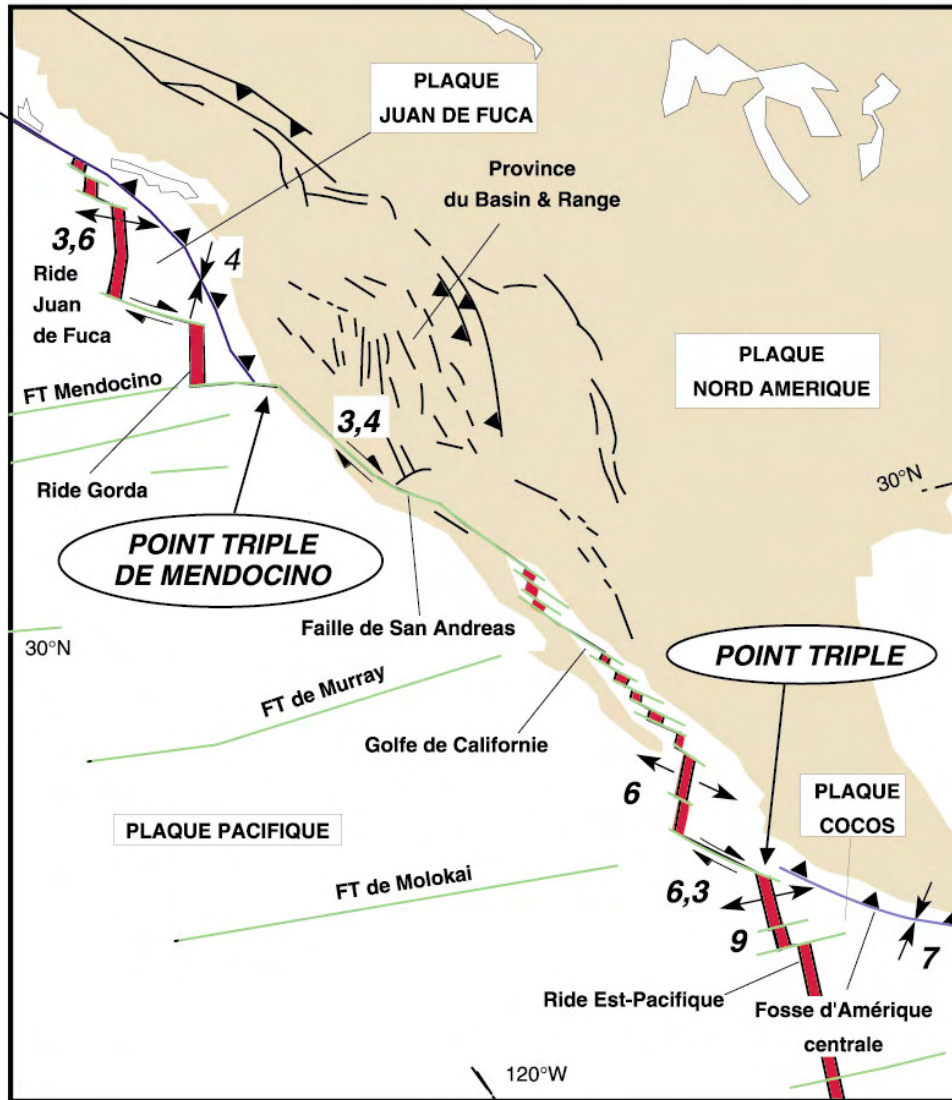 PLAQUE
JUAN DE FUCA
Province
du Basin & Range
3,6
4
Ride
Juan
de Fuca
PLAQUE
NORD AMERIQUE
FT Mendocino
3,4
30°N
Ride Gorda
POINT TRIPLE
DE MENDOCINO
Faille de San Andreas
30°N
POINT TRIPLE
FT de Murray
Golfe de Californie
6
PLAQUE
COCOS
PLAQUE PACIFIQUE
FT de Molokai
6,3
9
7
Ride Est-Pacifique
Fosse d'Amérique
centrale
120°W